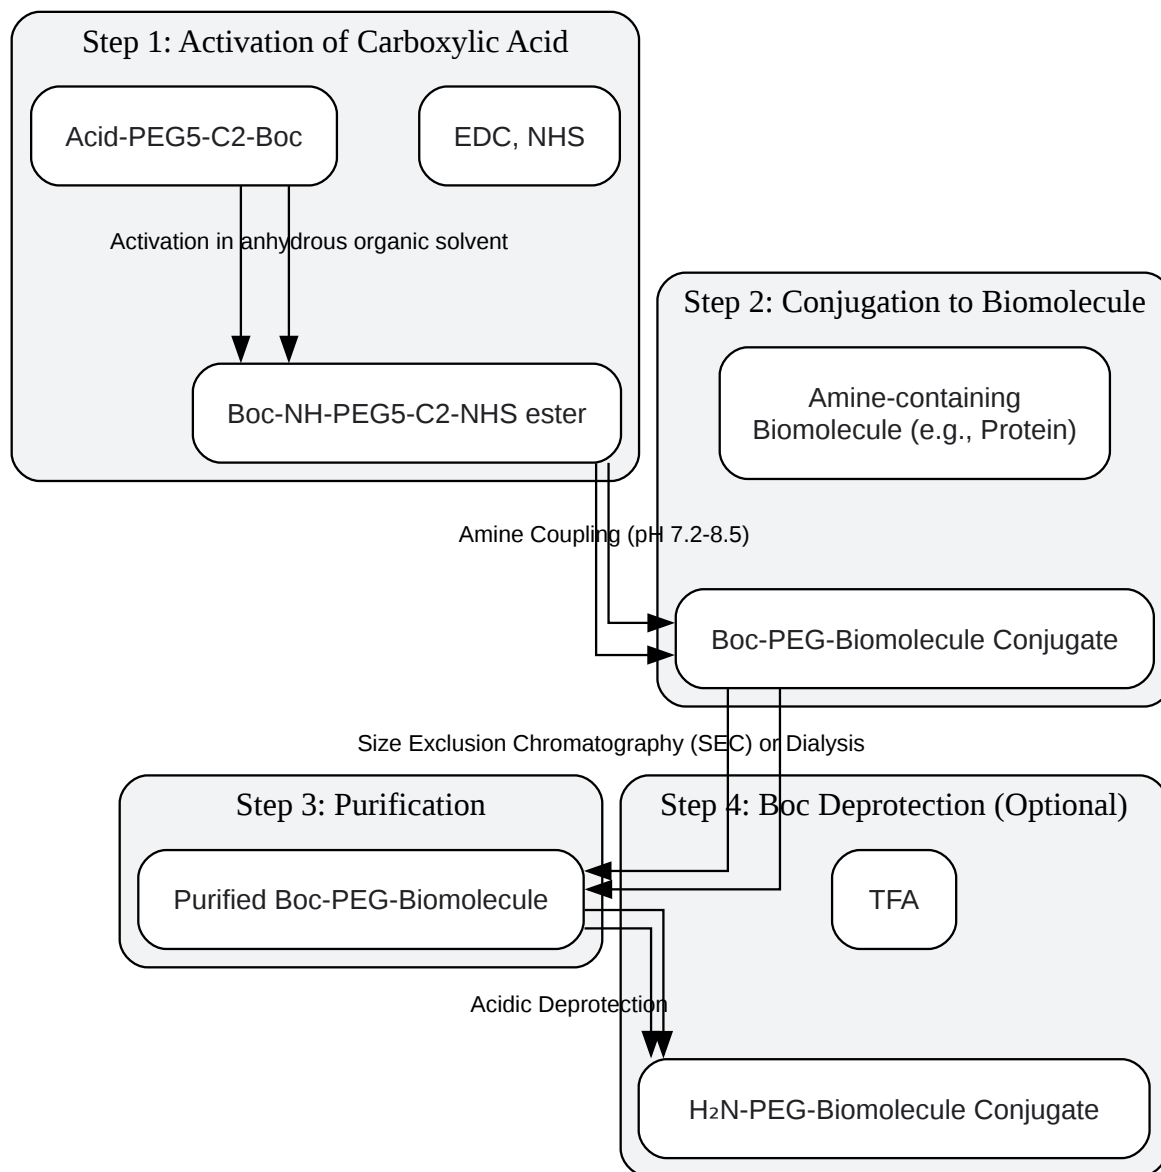 Step 1: Activation of Carboxylic Acid
Acid-PEG5-C2-Boc
EDC, NHS
Activation in anhydrous organic solvent
Boc-NH-PEG5-C2-NHS ester
Step 2: Conjugation to Biomolecule
Amine-containing
Biomolecule (e.g., Protein)
Amine Coupling (pH 7.2-8.5)
Boc-PEG-Biomolecule Conjugate
Size Exclusion Chromatography (SEC) or Dialysis
Step 3: Purification
Purified Boc-PEG-Biomolecule
Step 4: Boc Deprotection (Optional)
TFA
Acidic Deprotection
H₂N-PEG-Biomolecule Conjugate